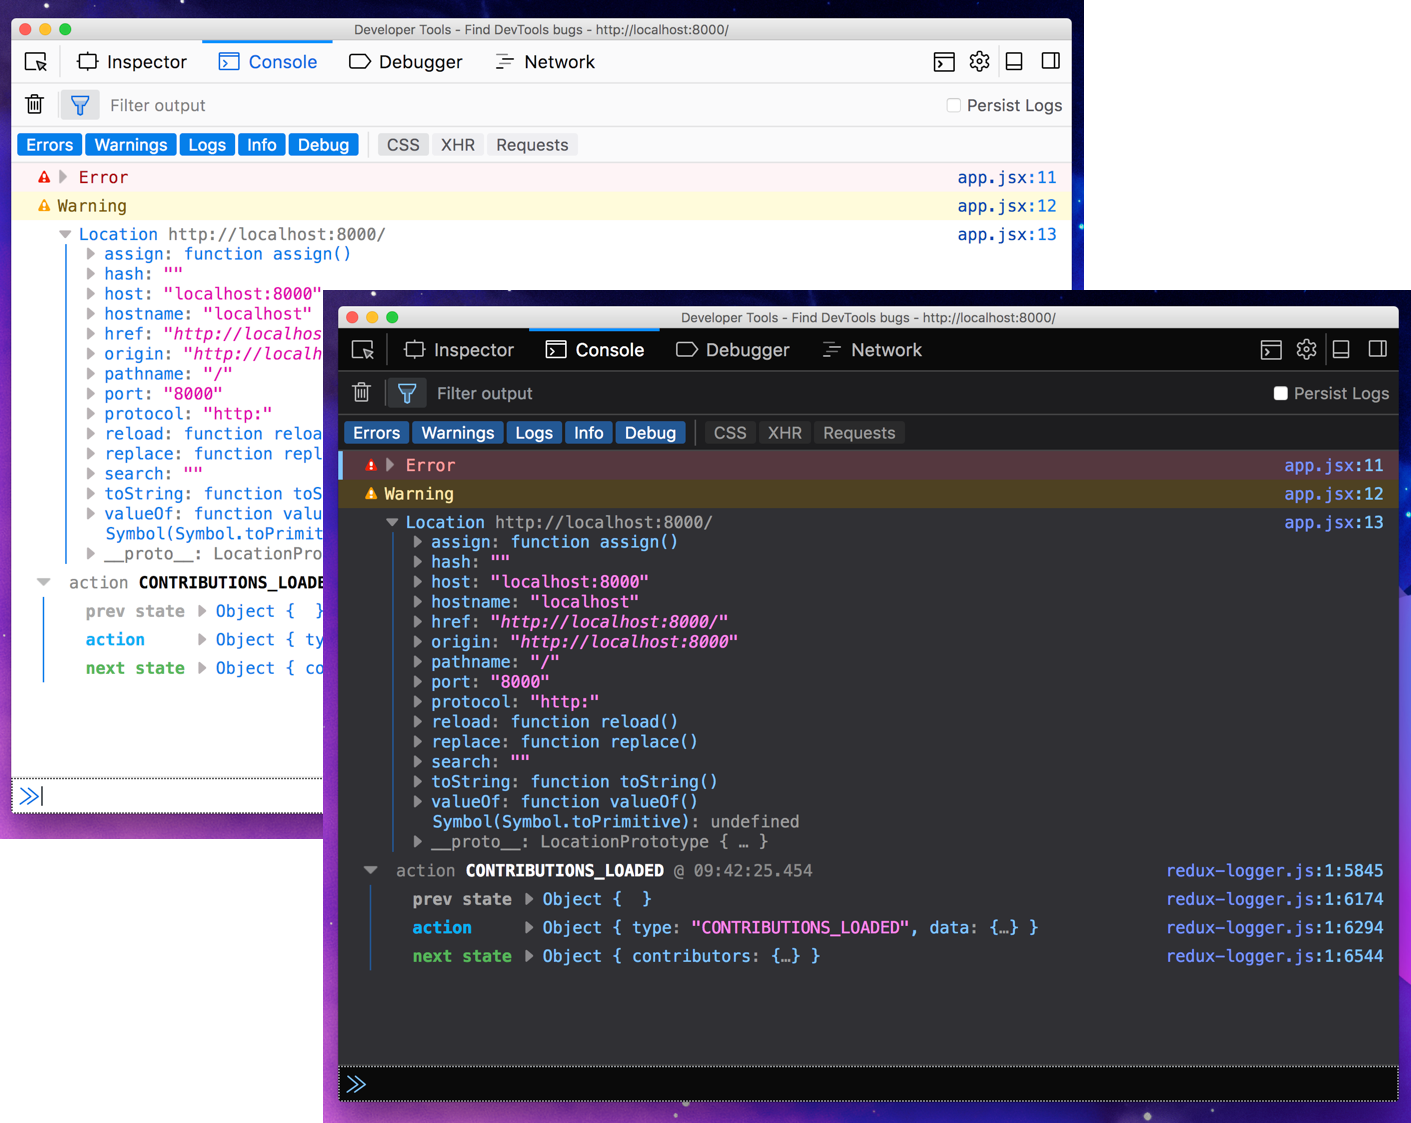 Developer Tools - Find DevTools bugs - http://localhost:8000/
Inspector Console Debugger Network
Filter output Persist Logs
Errors Warnings Logs Info Debug CSS XHR Requests
Error app.jsx:11
Warning app.jsx:12
Location http://localhost:8000/ app.jsx:13
assign: function assign()
hash: ""
host: "localhost:8000"
hostname: "localhost"
href: "http://localhos
origin: "http://localh
pathname: "/"
port: "8000"
protocol: "http:"
reload: function reloa
replace: function repl
search: ""
toString: function toS
valueOf: function valu
Symbol(Symbol.toPrimit
__proto__: LocationPro
action CONTRIBUTIONS_LOADE
prev state Object { }
action Object { ty
next state Object { co
Developer Tools - Find DevTools bugs - http://localhost:8000/
Inspector Console Debugger Network
Filter output Persist Logs
Errors Warnings Logs Info Debug CSS XHR Requests
Error app.jsx:11
Warning app.jsx:12
Location http://localhost:8000/ app.jsx:13
assign: function assign()
hash: ""
host: "localhost:8000"
hostname: "localhost"
href: "http://localhost:8000/"
origin: "http://localhost:8000"
pathname: "/"
port: "8000"
protocol: "http:"
reload: function reload()
replace: function replace()
search: ""
toString: function toString()
valueOf: function valueOf()
Symbol(Symbol.toPrimitive): undefined
__proto__: LocationPrototype { … }
action CONTRIBUTIONS_LOADED @ 09:42:25.454 redux-logger.js:1:5845
prev state Object { } redux-logger.js:1:6174
action Object { type: "CONTRIBUTIONS_LOADED", data: {…} } redux-logger.js:1:6294
next state Object { contributors: {…} } redux-logger.js:1:6544